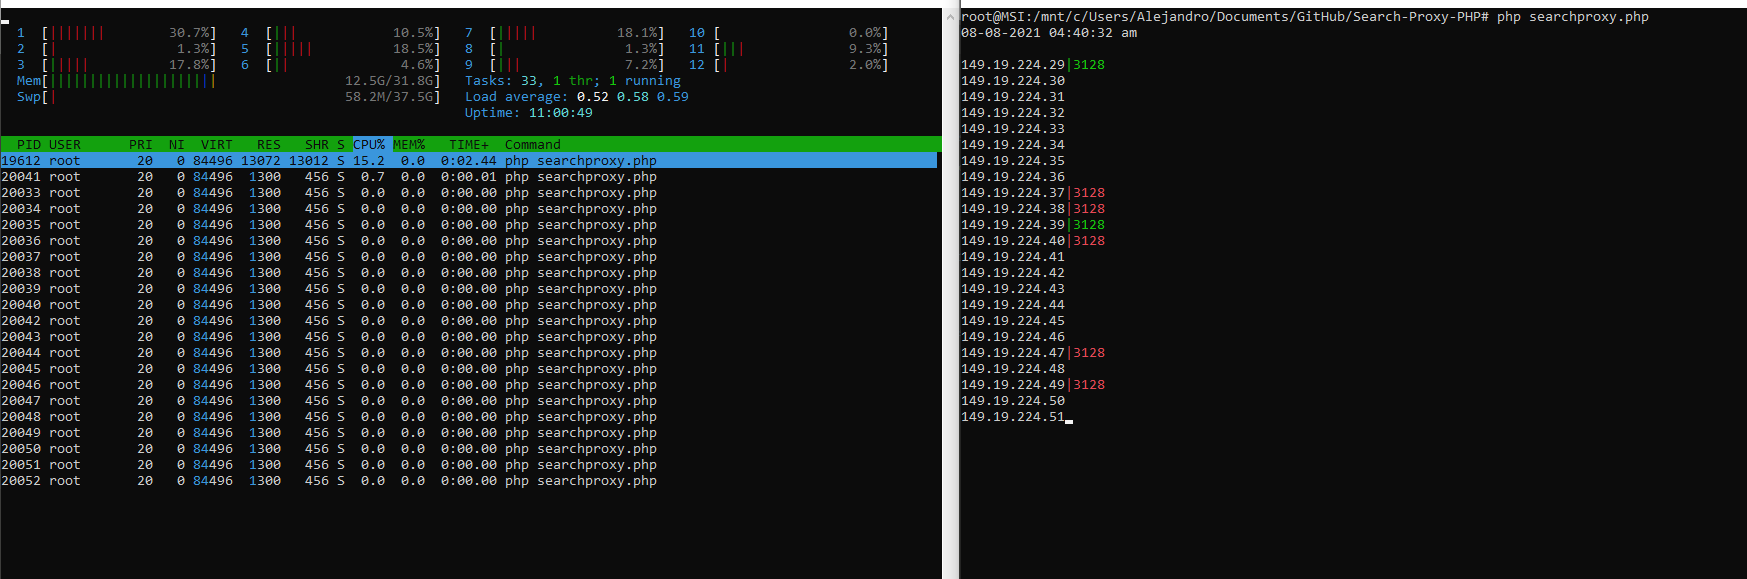 1 [||||||| 30.7%] 4 [||| 10.5%] 7 [||||| 18.1%] 10 [ 0.0%]
2 [| 1.3%] 5 [||||| 18.5%] 8 [| 1.3%] 11 [||| 9.3%]
3 [||||| 17.8%] 6 [|| 4.6%] 9 [||| 7.2%] 12 [| 2.0%]
Mem[||||||||||||||||||||| 12.5G/31.8G] Tasks: 33, 1 thr; 1 running
Swp[| 58.2M/37.5G] Load average: 0.52 0.58 0.59
Uptime: 11:00:49
PID USER PRI NI VIRT RES SHR S CPU% MEM% TIME+ Command
19612 root 20 0 84496 13072 13012 S 15.2 0.0 0:02.44 php searchproxy.php
20041 root 20 0 84496 1300 456 S 0.7 0.0 0:00.01 php searchproxy.php
20033 root 20 0 84496 1300 456 S 0.0 0.0 0:00.00 php searchproxy.php
20034 root 20 0 84496 1300 456 S 0.0 0.0 0:00.00 php searchproxy.php
20035 root 20 0 84496 1300 456 S 0.0 0.0 0:00.00 php searchproxy.php
20036 root 20 0 84496 1300 456 S 0.0 0.0 0:00.00 php searchproxy.php
20037 root 20 0 84496 1300 456 S 0.0 0.0 0:00.00 php searchproxy.php
20038 root 20 0 84496 1300 456 S 0.0 0.0 0:00.00 php searchproxy.php
20039 root 20 0 84496 1300 456 S 0.0 0.0 0:00.00 php searchproxy.php
20040 root 20 0 84496 1300 456 S 0.0 0.0 0:00.00 php searchproxy.php
20042 root 20 0 84496 1300 456 S 0.0 0.0 0:00.00 php searchproxy.php
20043 root 20 0 84496 1300 456 S 0.0 0.0 0:00.00 php searchproxy.php
20044 root 20 0 84496 1300 456 S 0.0 0.0 0:00.00 php searchproxy.php
20045 root 20 0 84496 1300 456 S 0.0 0.0 0:00.00 php searchproxy.php
20046 root 20 0 84496 1300 456 S 0.0 0.0 0:00.00 php searchproxy.php
20047 root 20 0 84496 1300 456 S 0.0 0.0 0:00.00 php searchproxy.php
20048 root 20 0 84496 1300 456 S 0.0 0.0 0:00.00 php searchproxy.php
20049 root 20 0 84496 1300 456 S 0.0 0.0 0:00.00 php searchproxy.php
20050 root 20 0 84496 1300 456 S 0.0 0.0 0:00.00 php searchproxy.php
20051 root 20 0 84496 1300 456 S 0.0 0.0 0:00.00 php searchproxy.php
20052 root 20 0 84496 1300 456 S 0.0 0.0 0:00.00 php searchproxy.php
root@MSI:/mnt/c/Users/Alejandro/Documents/GitHub/Search-Proxy-PHP# php searchproxy.php
08-08-2021 04:40:32 am
149.19.224.29|3128
149.19.224.30
149.19.224.31
149.19.224.32
149.19.224.33
149.19.224.34
149.19.224.35
149.19.224.36
149.19.224.37|3128
149.19.224.38|3128
149.19.224.39|3128
149.19.224.40|3128
149.19.224.41
149.19.224.42
149.19.224.43
149.19.224.44
149.19.224.45
149.19.224.46
149.19.224.47|3128
149.19.224.48
149.19.224.49|3128
149.19.224.50
149.19.224.51